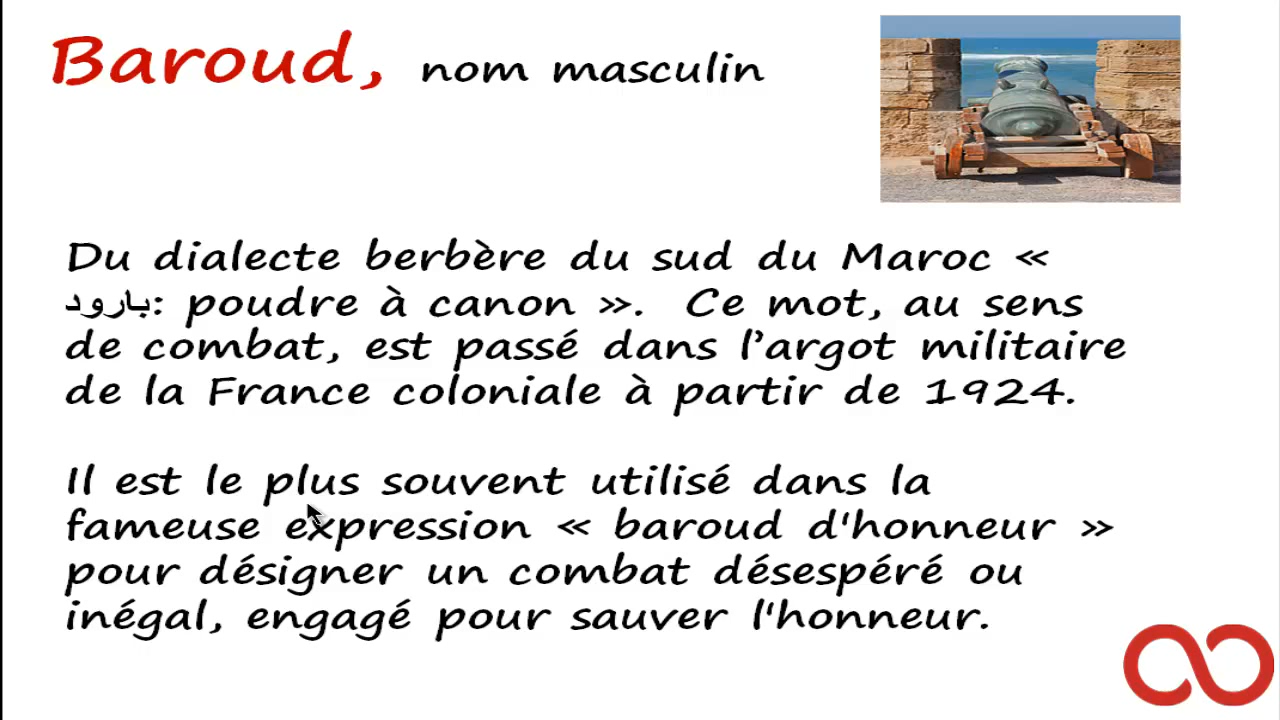 Baroud, nom masculin
Du dialecte berbère du sud du Maroc «
بارود: poudre à canon ». Ce mot, au sens
de combat, est passé dans l’argot militaire
de la France coloniale à partir de 1924.
Il est le plus souvent utilisé dans la
fameuse expression « baroud d'honneur »
pour désigner un combat désespéré ou
inégal, engagé pour sauver l'honneur.